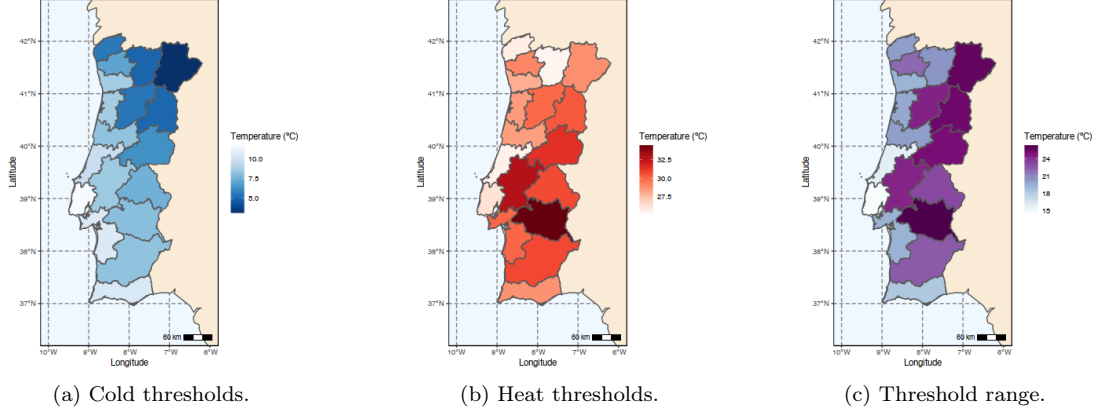 42°N
41°N
40°N
39°N
38°N
37°N
Latitude
10°W 9°W 8°W 7°W 6°W
Longitude
60 km
Temperature (ºC)
10.0
7.5
5.0
(a) Cold thresholds.
42°N
41°N
40°N
39°N
38°N
37°N
Latitude
10°W 9°W 8°W 7°W 6°W
Longitude
60 km
Temperature (ºC)
32.5
30.0
27.5
(b) Heat thresholds.
42°N
41°N
40°N
39°N
38°N
37°N
Latitude
10°W 9°W 8°W 7°W 6°W
Longitude
60 km
Temperature (ºC)
24
21
18
15
(c) Threshold range.